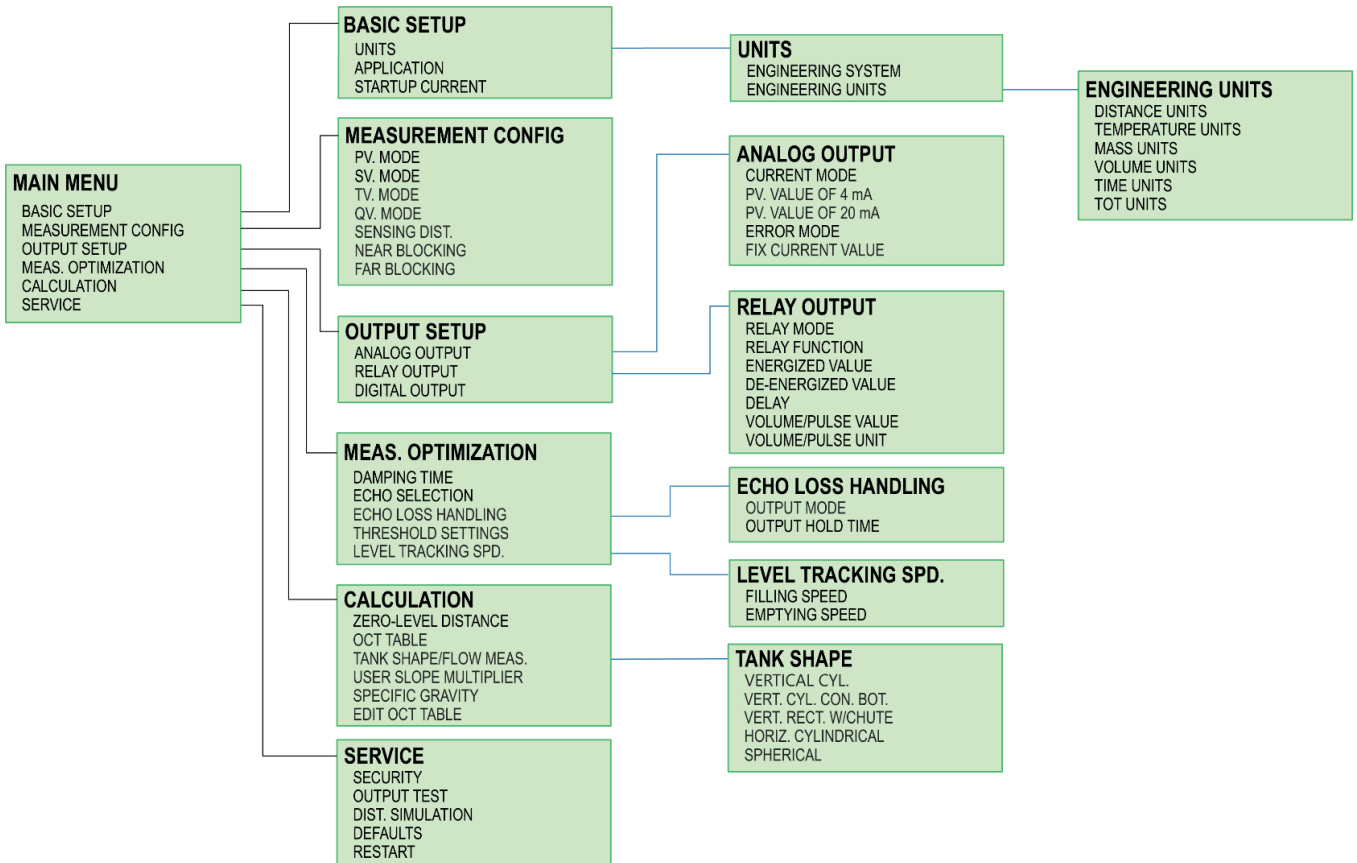 MAIN MENU
BASIC SETUP
MEASUREMENT CONFIG
OUTPUT SETUP
MEAS. OPTIMIZATION
CALCULATION
SERVICE
BASIC SETUP
UNITS
APPLICATION
STARTUP CURRENT
MEASUREMENT CONFIG
PV. MODE
SV. MODE
TV. MODE
QV. MODE
SENSING DIST.
NEAR BLOCKING
FAR BLOCKING
OUTPUT SETUP
ANALOG OUTPUT
RELAY OUTPUT
DIGITAL OUTPUT
MEAS. OPTIMIZATION
DAMPING TIME
ECHO SELECTION
ECHO LOSS HANDLING
THRESHOLD SETTINGS
LEVEL TRACKING SPD.
CALCULATION
ZERO-LEVEL DISTANCE
OCT TABLE
TANK SHAPE/FLOW MEAS.
USER SLOPE MULTIPLIER
SPECIFIC GRAVITY
EDIT OCT TABLE
SERVICE
SECURITY
OUTPUT TEST
DIST. SIMULATION
DEFAULTS
RESTART
UNITS
ENGINEERING SYSTEM
ENGINEERING UNITS
ANALOG OUTPUT
CURRENT MODE
PV. VALUE OF 4 mA
PV. VALUE OF 20 mA
ERROR MODE
FIX CURRENT VALUE
RELAY OUTPUT
RELAY MODE
RELAY FUNCTION
ENERGIZED VALUE
DE-ENERGIZED VALUE
DELAY
VOLUME/PULSE VALUE
VOLUME/PULSE UNIT
ECHO LOSS HANDLING
OUTPUT MODE
OUTPUT HOLD TIME
LEVEL TRACKING SPD.
FILLING SPEED
EMPTYING SPEED
TANK SHAPE
VERTICAL CYL.
VERT. CYL. CON. BOT.
VERT. RECT. W/CHUTE
HORIZ. CYLINDRICAL
SPHERICAL
ENGINEERING UNITS
DISTANCE UNITS
TEMPERATURE UNITS
MASS UNITS
VOLUME UNITS
TIME UNITS
TOT UNITS